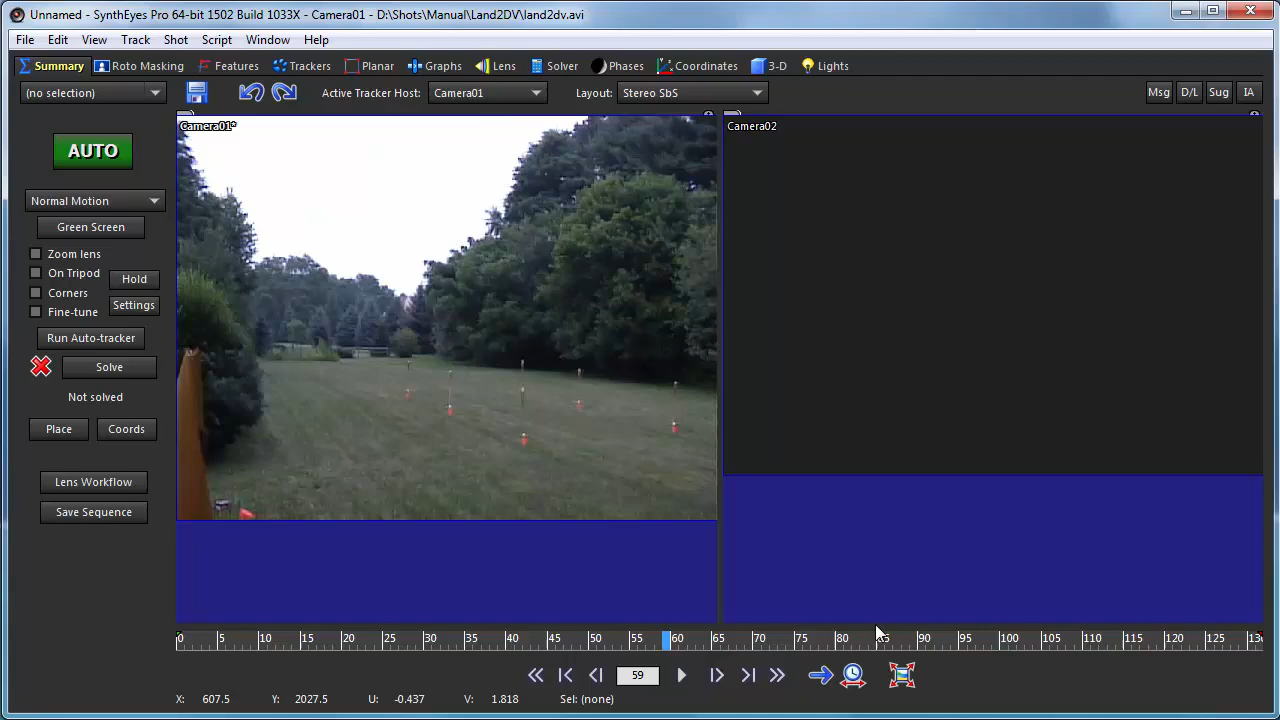 Unnamed - SynthEyes Pro 64-bit 1502 Build 1033X - Camera01 - D:\Shots\Manual\Land2DV\land2dv.avi
File Edit View Track Shot Script Window Help
Summary Roto Masking Features Trackers Planar Graphs Lens Solver Phases Coordinates 3-D Lights
(no selection) Active Tracker Host: Camera01 Layout: Stereo SbS Msg D/L Sug IA
Camera01* Camera02
AUTO
Normal Motion
Green Screen
Zoom lens
On Tripod Hold
Corners
Fine-tune Settings
Run Auto-tracker
Solve
Not solved
Place Coords
Lens Workflow
Save Sequence
0 5 10 15 20 25 30 35 40 45 50 55 60 65 70 75 80 85 90 95 100 105 110 115 120 125
59
X: 607.5 Y: 2027.5 U: -0.437 V: 1.818 Sel: (none)